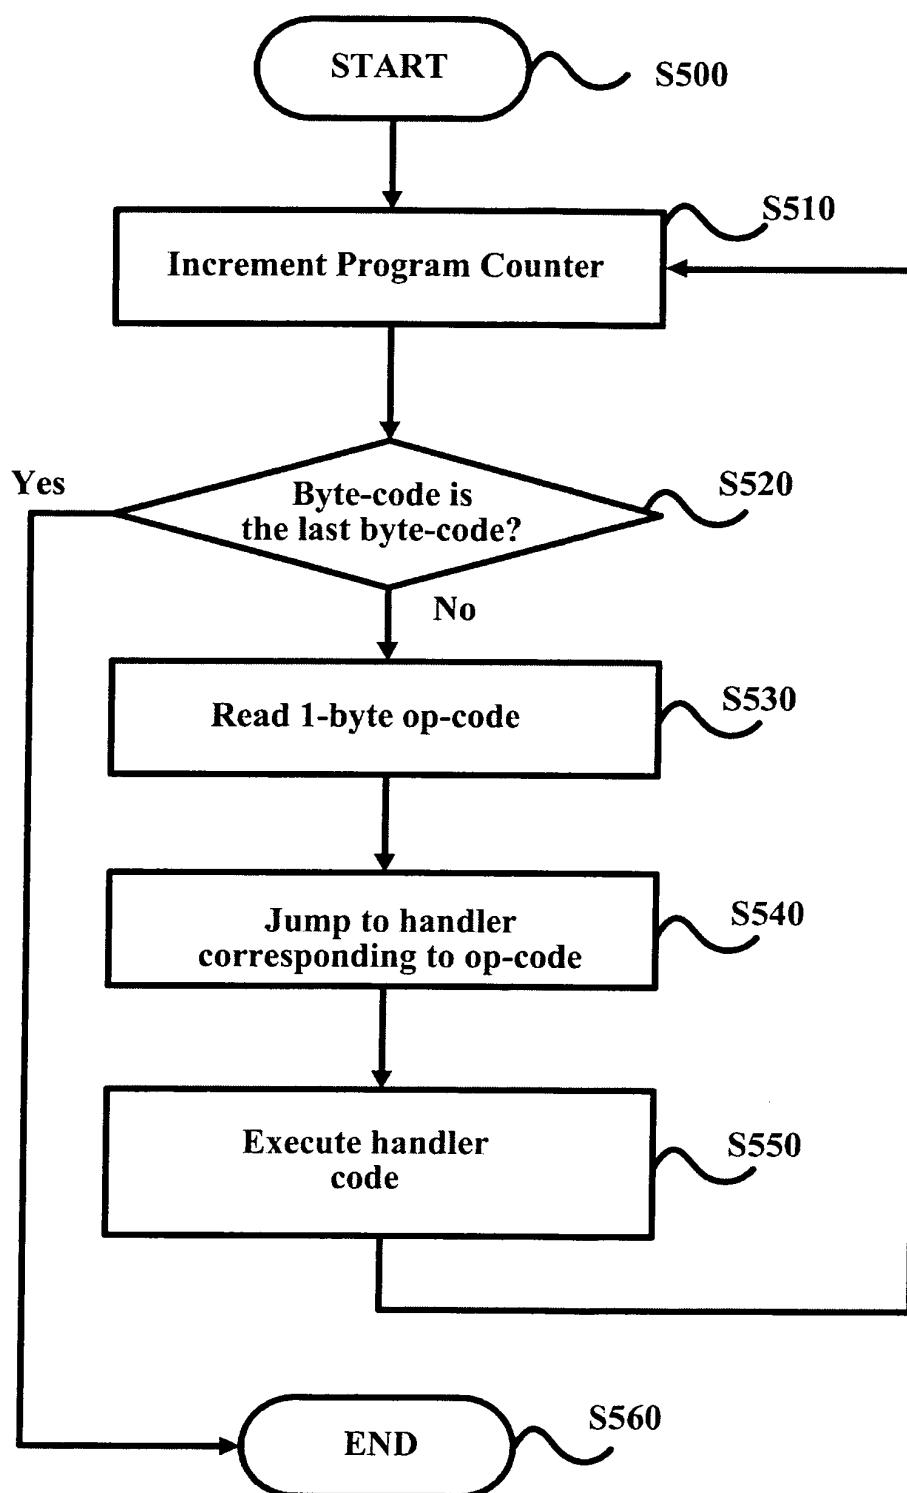 START
S500
S510
Increment Program Counter
Yes
Byte-code is
the last byte-code?
S520
No
Read 1-byte op-code
S530
Jump to handler
corresponding to op-code
S540
Execute handler
code
S550
END
S560